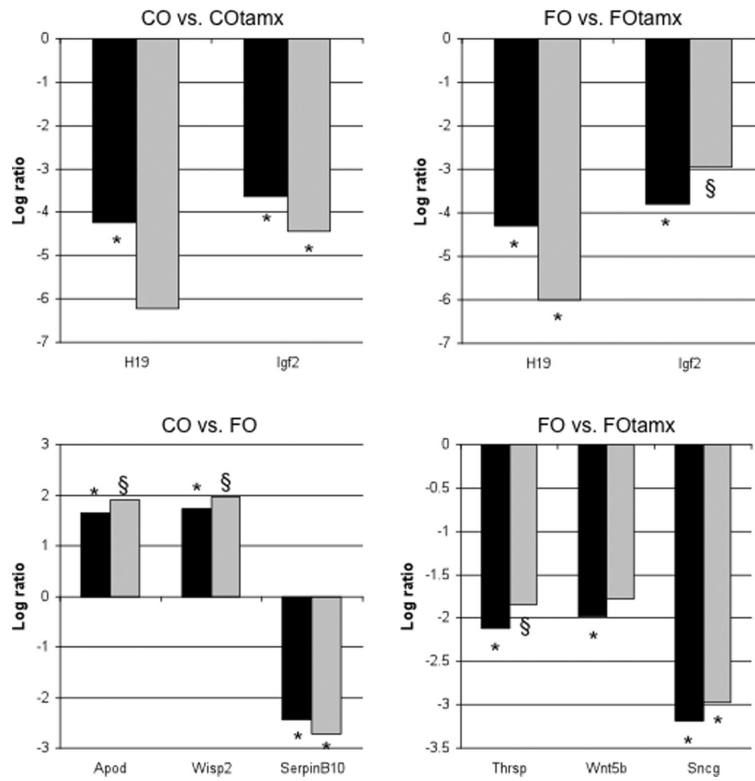 CO vs. COtamx
0
-1
-2
-3
-4
-5
-6
-7
Log ratio
*
*
*
H19
Igf2
FO vs. FOtamx
0
-1
-2
-3
-4
-5
-6
-7
Log ratio
*
*
*
§
H19
Igf2
CO vs. FO
3
2
1
0
-1
-2
-3
Log ratio
*
§
*
§
*
*
Apod
Wisp2
SerpinB10
FO vs. FOtamx
0
-0.5
-1
-1.5
-2
-2.5
-3
-3.5
Log ratio
*
§
*
*
*
Thrsp
Wnt5b
Sncg